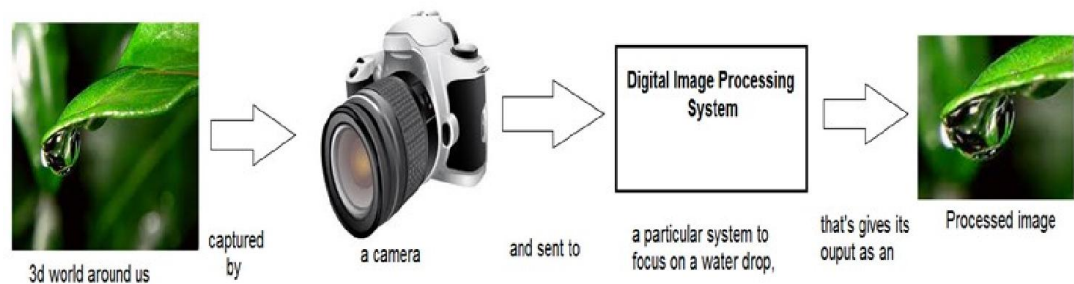 3d world around us
captured
by
a camera
and sent to
Digital Image Processing
System
a particular system to
focus on a water drop,
that's gives its
ouput as an
Processed image